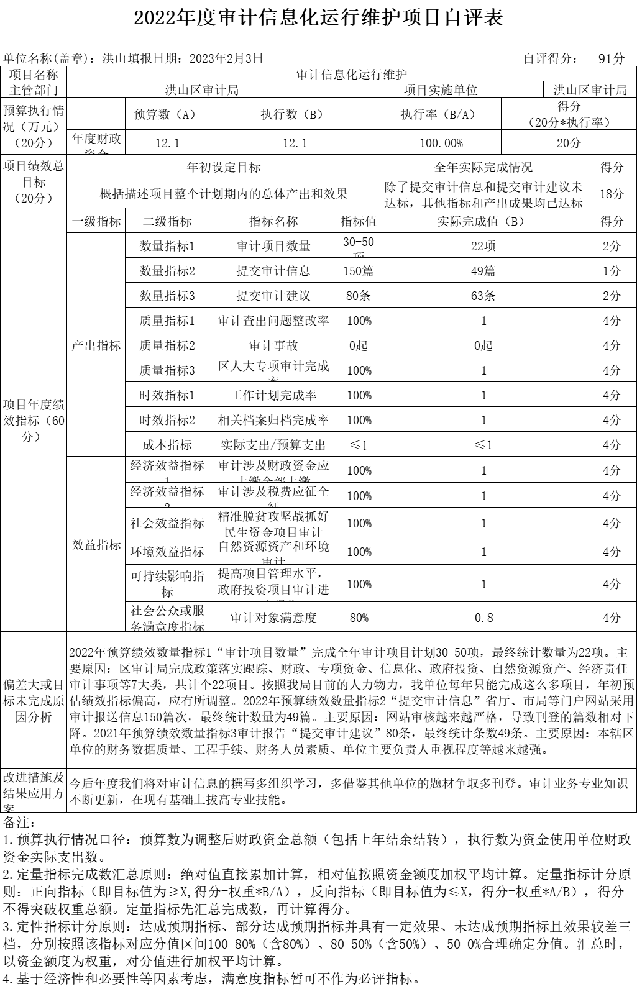 2022年度审计信息化运行维护项目自评表
单位名称(盖章): 洪山填报日期: 2023年2月3日 自评得分: 91分
项目名称 审计信息化运行维护
主管部门 洪山区审计局 项目实施单位 洪山区审计局
预算执行情
况（万元）
（20分）
预算数（A） 执行数（B） 执行率（B/A） 得分
（20分*执行率）
年度财政
资金 12.1 12.1 100.00% 20分
项目绩效总
目标
（20分）
年初设定目标 全年实际完成情况 得分
概括描述项目整个计划期内的总体产出和效果 除了提交审计信息和提交审计建议未
达标，其他指标和产出成果均已达标 18分
项目年度绩
效指标（60
分）
一级指标 二级指标 指标名称 指标值 实际完成值（B） 得分
产出指标
数量指标1 审计项目数量 30-50
项 22项 2分
数量指标2 提交审计信息 150篇 49篇 1分
数量指标3 提交审计建议 80条 63条 2分
质量指标1 审计查出问题整改率 100% 1 4分
质量指标2 审计事故 0起 0起 4分
质量指标3 区人大专项审计完成
率 100% 1 4分
时效指标1 工作计划完成率 100% 1 4分
时效指标2 相关档案归档完成率 100% 1 4分
成本指标 实际支出/预算支出 ≤1 ≤1 4分
效益指标
经济效益指标
1 审计涉及财政资金应
上缴全部上缴 100% 1 4分
经济效益指标
2 审计涉及税费应征全
征 100% 1 4分
社会效益指标 精准脱贫攻坚战抓好
民生资金项目审计 100% 1 4分
环境效益指标 自然资源资产和环境
审计 100% 1 4分
可持续影响指
标 提高项目管理水平，
政府投资项目审计进 100% 1 4分
社会公众或服
务满意度指标 审计对象满意度 80% 0.8 4分
偏差大或目
标未完成原
因分析
2022年预算绩效数量指标1“审计项目数量”完成全年审计项目计划30-50项，最终统计数量为22项。主
要原因：区审计局完成政策落实跟踪、财政、专项资金、信息化、政府投资、自然资源资产、经济责任
审计事项等7大类，共计个22项目。按照我局目前的人力物力，我单位每年只能完成这么多项目，年初预
估绩效指标偏高，应有所调整。2022年预算绩效数量指标2“提交审计信息”省厅、市局等门户网站采用
审计报送信息150篇次，最终统计数量为49篇。主要原因：网站审核越来越严格，导致刊登的篇数相对下
降。2021年预算绩效数量指标3审计报告“提交审计建议”80条，最终统计条数49条。主要原因：本辖区
单位的财务数据质量、工程手续、财务人员素质、单位主要负责人重视程度等越来越强。
改进措施及
结果应用方
案
今后年度我们将对审计信息的撰写多组织学习，多借鉴其他单位的题材争取多刊登。审计业务专业知识
不断更新，在现有基础上拔高专业技能。
备注：
1.预算执行情况口径：预算数为调整后财政资金总额（包括上年结余结转），执行数为资金使用单位财政
资金实际支出数。
2.定量指标完成数汇总原则：绝对值直接累加计算，相对值按照资金额度加权平均计算。定量指标计分原
则：正向指标（即目标值为≥X,得分=权重*B/A），反向指标（即目标值为≤X，得分=权重*A/B），得分
不得突破权重总额。定量指标先汇总完成数，再计算得分。
3.定性指标计分原则：达成预期指标、部分达成预期指标并具有一定效果、未达成预期指标且效果较差三
档，分别按照该指标对应分值区间100-80%（含80%）、80-50%（含50%）、50-0%合理确定分值。汇总时，
以资金额度为权重，对分值进行加权平均计算。
4.基于经济性和必要性等因素考虑，满意度指标暂可不作为必评指标。